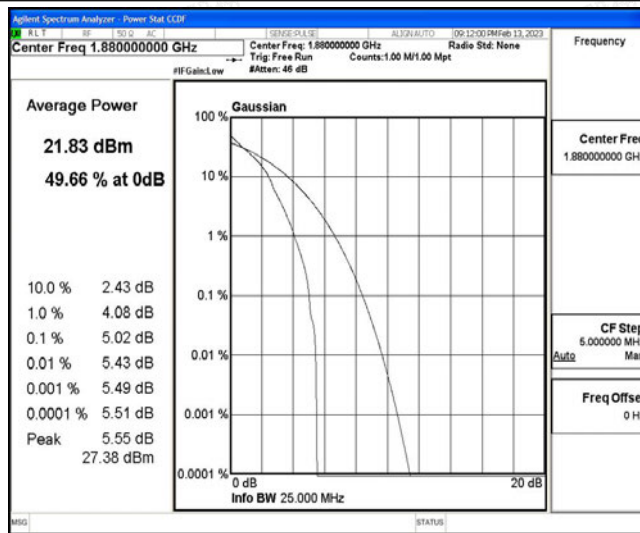 Agilent Spectrum Analyzer - Power Stat CCDF
R L T RF 50 Ω AC SENSE:PULSE ALIGN AUTO 09:12:00 PM Feb 13, 2023
Center Freq 1.880000000 GHz
Center Freq: 1.880000000 GHz Radio Std: None
Trig: Free Run Counts:1.00 M/1.00 Mpt
#IFGain:Low #Atten: 46 dB
Frequency
Average Power
21.83 dBm
49.66 % at 0dB
10.0 % 2.43 dB
1.0 % 4.08 dB
0.1 % 5.02 dB
0.01 % 5.43 dB
0.001 % 5.49 dB
0.0001 % 5.51 dB
Peak 5.55 dB
27.38 dBm
Gaussian
100 %
10 %
1 %
0.1 %
0.01 %
0.001 %
0.0001 %
0 dB 20 dB
Info BW 25.000 MHz
Center Fre
1.880000000 GH
CF Step
5.000000 MH
Auto Ma
Freq Offse
0 H
MSG STATUS